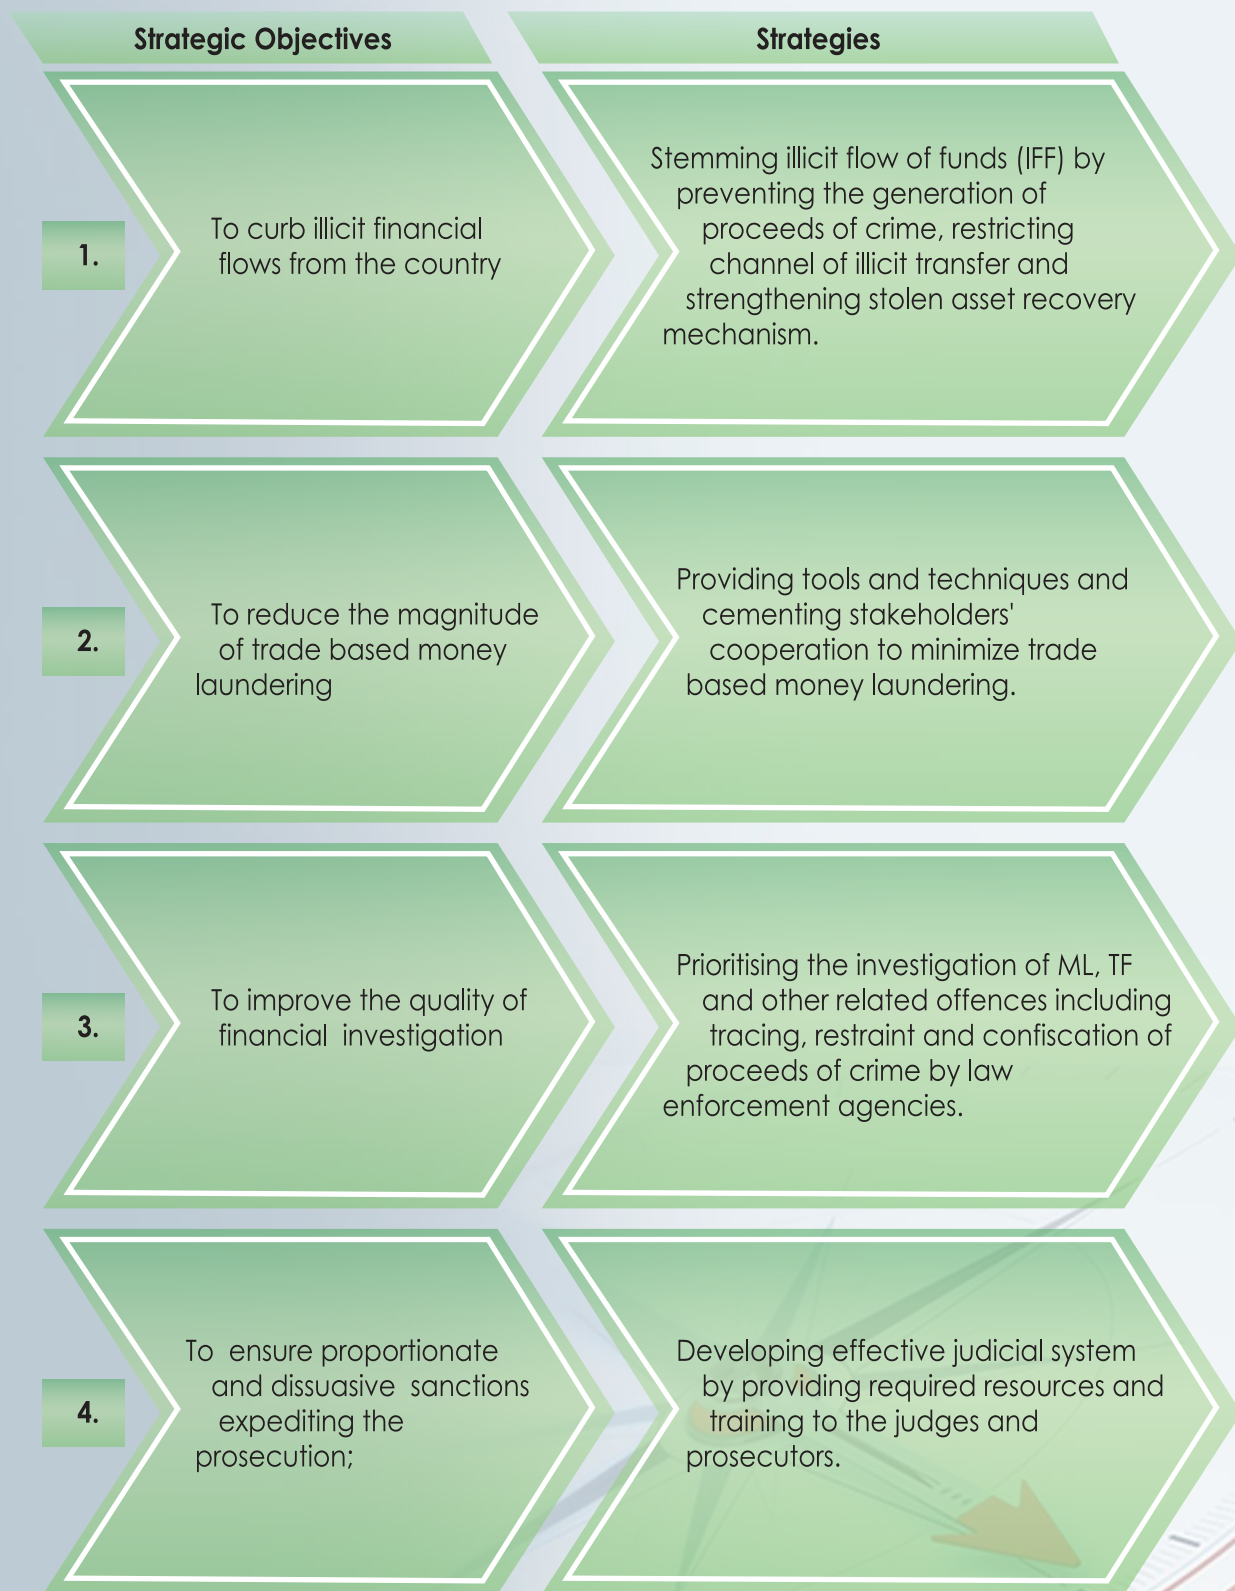 Strategic Objectives
Strategies
1.
To curb illicit financial
flows from the country
Stemming illicit flow of funds (IFF) by
preventing the generation of
proceeds of crime, restricting
channel of illicit transfer and
strengthening stolen asset recovery
mechanism.
2.
To reduce the magnitude
of trade based money
laundering
Providing tools and techniques and
cementing stakeholders'
cooperation to minimize trade
based money laundering.
3.
To improve the quality of
financial investigation
Prioritising the investigation of ML, TF
and other related offences including
tracing, restraint and confiscation of
proceeds of crime by law
enforcement agencies.
4.
To ensure proportionate
and dissuasive sanctions
expediting the
prosecution;
Developing effective judicial system
by providing required resources and
training to the judges and
prosecutors.